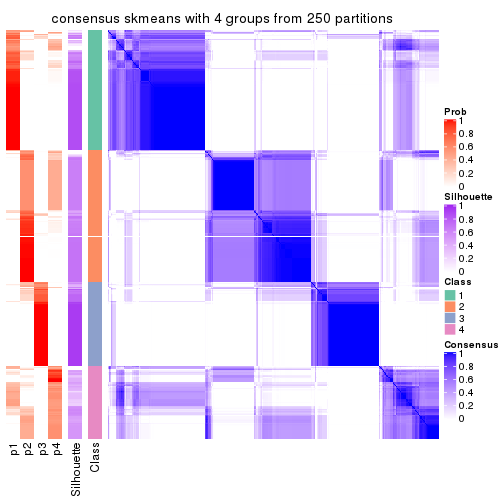 consensus skmeans with 4 groups from 250 partitions
Prob
1
0.8
0.6
0.4
0.2
0
Silhouette
1
0.8
0.6
0.4
0.2
0
Class
1
2
3
4
Consensus
1
0.8
0.6
0.4
0.2
0
p1
p2
p3
p4
Silhouette
Class